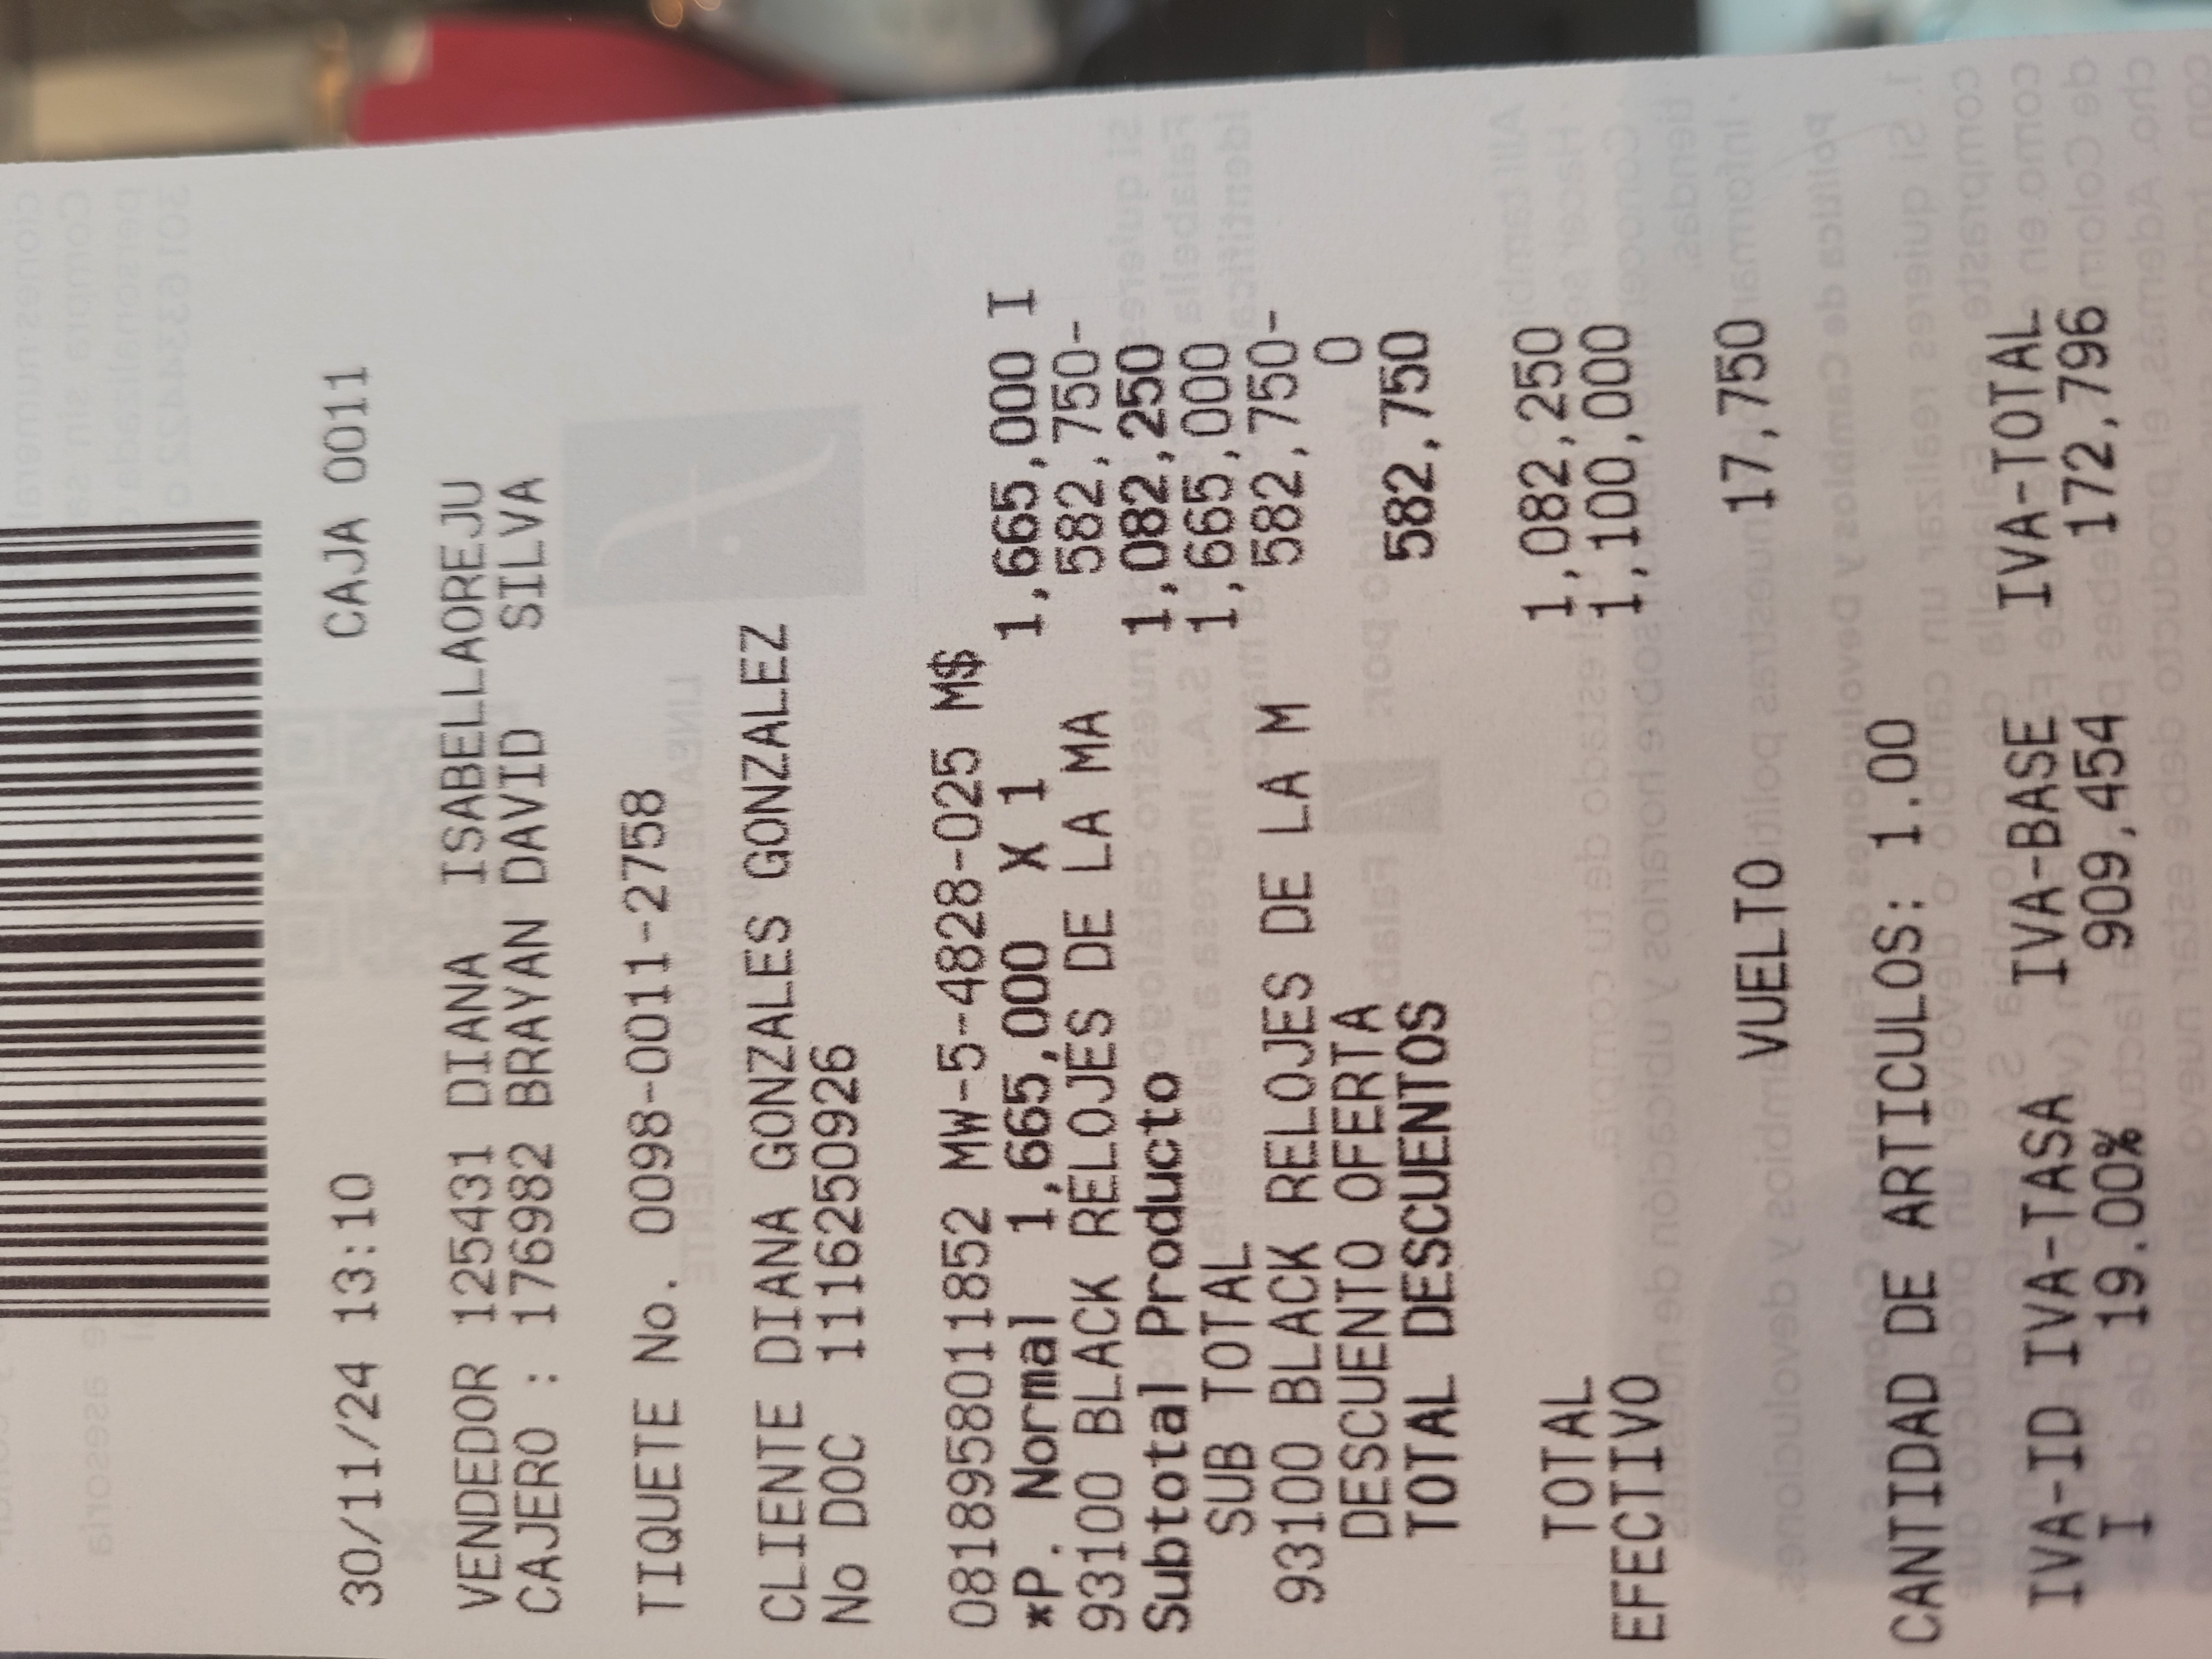 30/11/24 13:10 CAJA 0011
VENDEDOR 125431 DIANA ISABELLAOREJU
CAJERO : 176982 BRAYAN DAVID SILVA
TIQUETE No. 0098-0011-2758
CLIENTE DIANA GONZALES GONZALEZ
No DOC 1116250926
0818958011852 MW-5-4828-025 M$
*P. Normal 1,665,000 X 1 1,665,000 I
93100 BLACK RELOJES DE LA MA 582,750-
Subtotal Producto 1,082,250
SUB TOTAL 1,665,000
93100 BLACK RELOJES DE LA M 582,750-
DESCUENTO OFERTA 0
TOTAL DESCUENTOS 582,750
TOTAL 1,082,250
EFECTIVO 1,100,000
VUELTO 17,750
CANTIDAD DE ARTICULOS: 1.00
IVA-ID IVA-TASA IVA-BASE IVA-TOTAL
I 19.00% 909,454 172,796